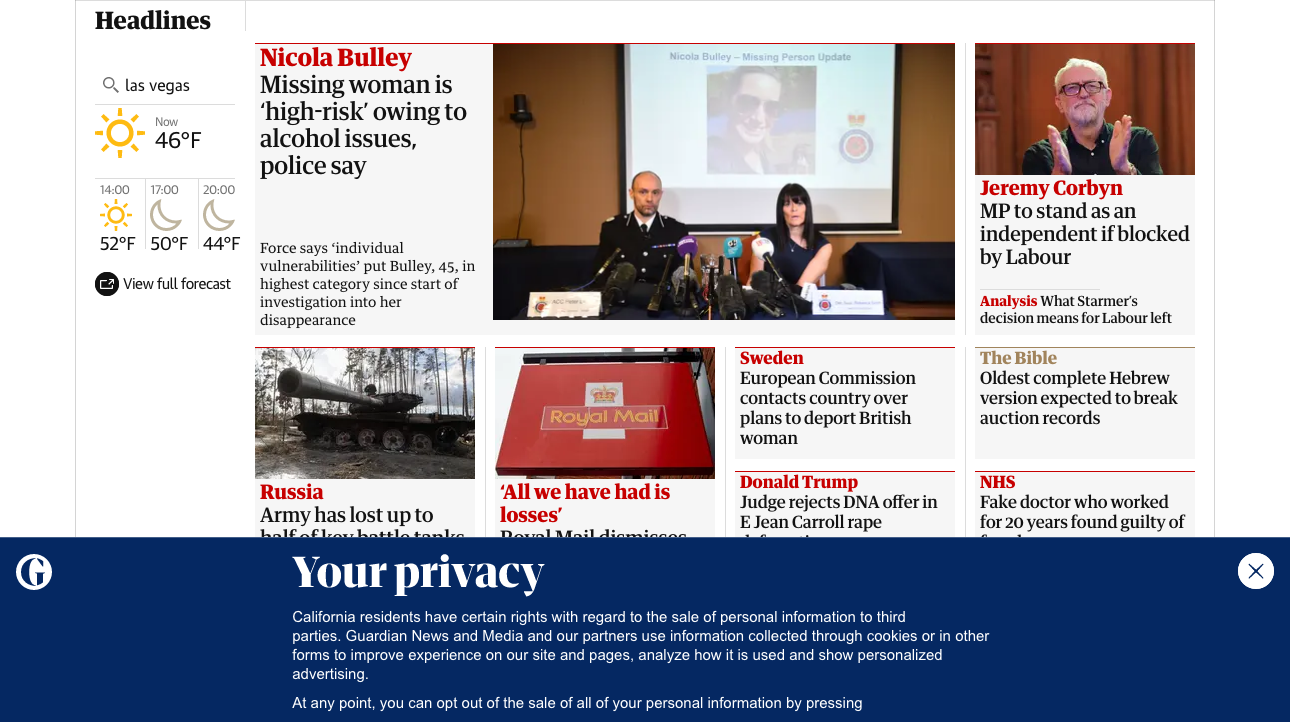 Headlines
las vegas
Now
46°F
14:00
17:00
20:00
52°F
50°F
44°F
View full forecast
Nicola Bulley
Missing woman is
‘high-risk’ owing to
alcohol issues,
police say
Force says ‘individual
vulnerabilities’ put Bulley, 45, in
highest category since start of
investigation into her
disappearance
Nicola Bulley – Missing Person Update
Jeremy Corbyn
MP to stand as an
independent if blocked
by Labour
Analysis What Starmer’s
decision means for Labour left
Royal Mail
Russia
Army has lost up to
half of key battle tanks
‘All we have had is
losses’
Royal Mail dismisses
Sweden
European Commission
contacts country over
plans to deport British
woman
The Bible
Oldest complete Hebrew
version expected to break
auction records
Donald Trump
Judge rejects DNA offer in
E Jean Carroll rape
NHS
Fake doctor who worked
for 20 years found guilty of
Your privacy
California residents have certain rights with regard to the sale of personal information to third
parties. Guardian News and Media and our partners use information collected through cookies or in other
forms to improve experience on our site and pages, analyze how it is used and show personalized
advertising.
At any point, you can opt out of the sale of all of your personal information by pressing